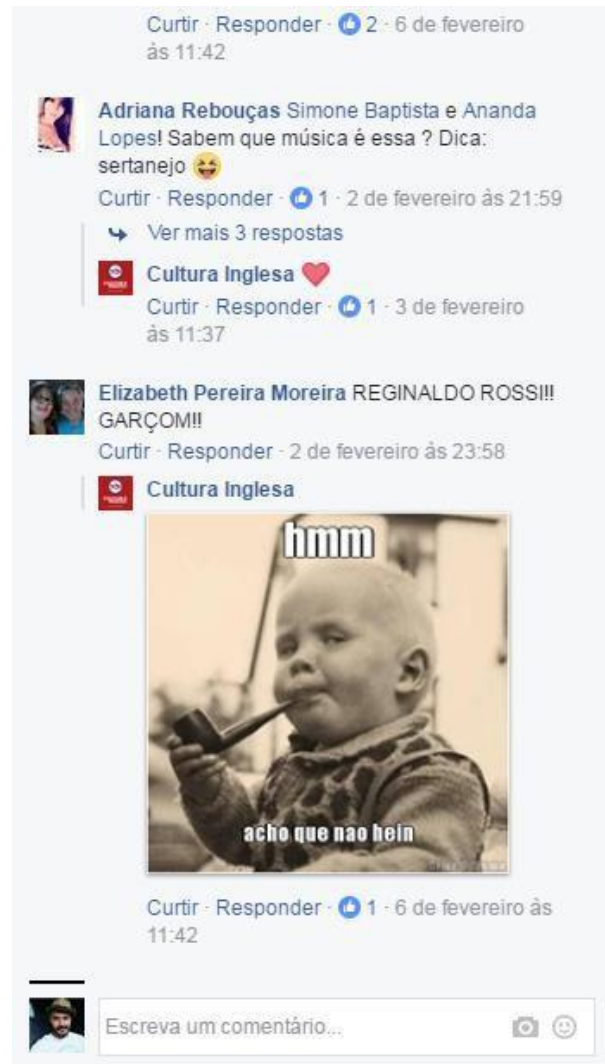 Curtir · Responder · 2 · 6 de fevereiro
às 11:42
Adriana Rebouças Simone Baptista e Ananda
Lopes! Sabem que música é essa ? Dica:
sertanejo 😆
Curtir · Responder · 1 · 2 de fevereiro às 21:59
Ver mais 3 respostas
Cultura Inglesa ❤
Curtir · Responder · 1 · 3 de fevereiro
às 11:37
Elizabeth Pereira Moreira REGINALDO ROSSI!!
GARÇOM!!
Curtir · Responder · 2 de fevereiro às 23:58
Cultura Inglesa
hmm
acho que nao hein
Curtir · Responder · 1 · 6 de fevereiro às
11:42
Escreva um comentário...